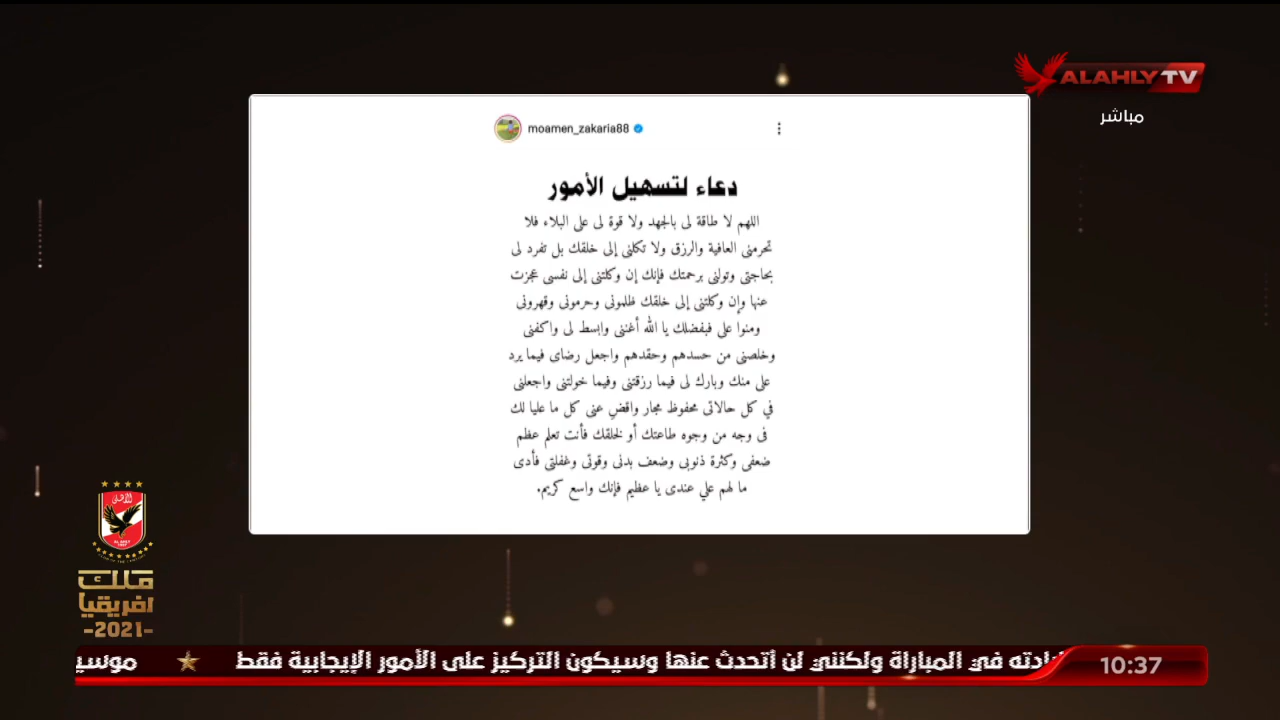 ALAHLY TV
مباشر
moamen_zakaria88
دعاء لتسهيل الأمور
اللهم لا طاقة لى بالجهد ولا قوة لى على البلاء فلا
تحرمنى العافية والرزق ولا تكلنى إلى خلقك بل تفرد لى
بحاجتى وتولنى برحمتك فإنك إن وكلتنى إلى نفسى عجزت
عنها وإن وكلتنى إلى خلقك ظلمونى وحرمونى وقهرونى
ومنوا على فبفضلك يا الله أغننى وابسط لى واكفنى
وخلصنى من حسدهم وحقدهم واجعل رضاى فيما يرد
على منك وبارك لى فيما رزقتنى وفيما خولتنى واجعلنى
في كل حالاتى محفوظ مجار واقضِ عنى كل ما عليا لك
فى وجه من وجوه طاعتك أو لخلقك فأنت تعلم عظم
ضعفى وكثرة ذنوبى وضعف بدنى وقوتى وغفلتى فأدى
ما لهم علي عندى يا عظيم فإنك واسع كريم.
الأهلي
AL AHLY
1907
ملك
افريقيا
-2021-
في المباراة ولكنني لن أتحدث عنها وسيكون التركيز على الأمور الإيجابية فقط
10:37